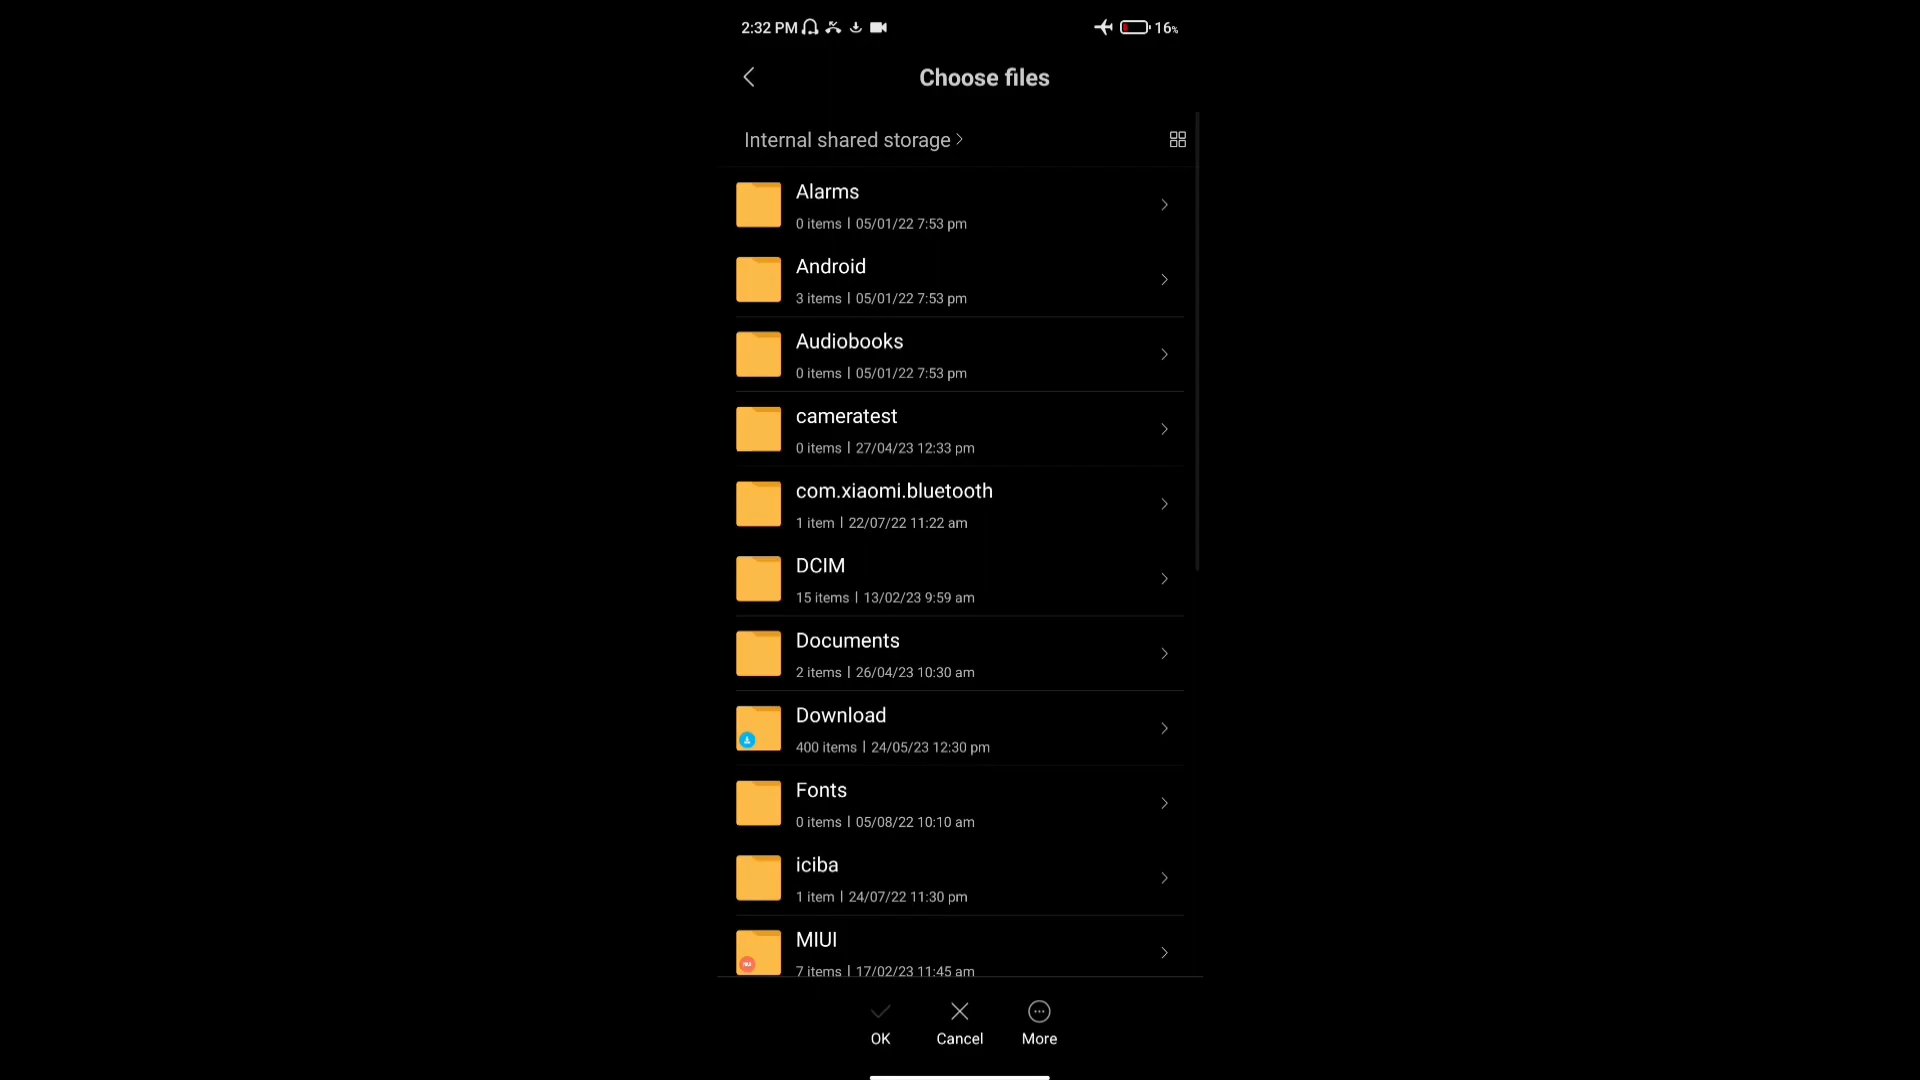 2:32 PM 16%
Choose files
Internal shared storage
Alarms
0 items | 05/01/22 7:53 pm
Android
3 items | 05/01/22 7:53 pm
Audiobooks
0 items | 05/01/22 7:53 pm
cameratest
0 items | 27/04/23 12:33 pm
com.xiaomi.bluetooth
1 item | 22/07/22 11:22 am
DCIM
15 items | 13/02/23 9:59 am
Documents
2 items | 26/04/23 10:30 am
Download
400 items | 24/05/23 12:30 pm
Fonts
0 items | 05/08/22 10:10 am
iciba
1 item | 24/07/22 11:30 pm
MIUI
7 items | 17/02/23 11:45 am
OK Cancel More